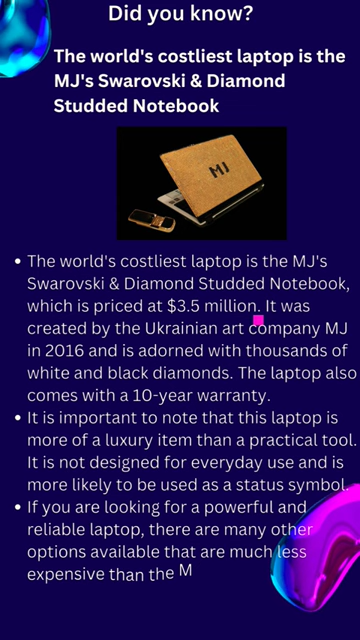 Did you know?
The world's costliest laptop is the
MJ's Swarovski & Diamond
Studded Notebook
MJ
The world's costliest laptop is the MJ's
Swarovski & Diamond Studded Notebook,
which is priced at $3.5 million. It was
created by the Ukrainian art company MJ
in 2016 and is adorned with thousands of
white and black diamonds. The laptop also
comes with a 10-year warranty.
It is important to note that this laptop is
more of a luxury item than a practical tool.
It is not designed for everyday use and is
more likely to be used as a status symbol.
If you are looking for a powerful and
reliable laptop, there are many other
options available that are much less
expensive than the M